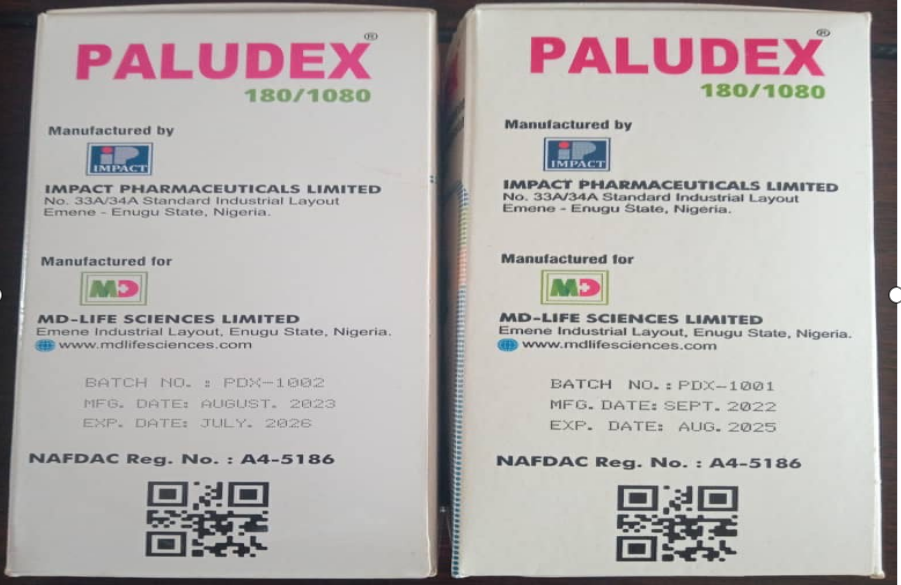 PALUDEX®
180/1080
Manufactured by
iP
IMPACT
IMPACT PHARMACEUTICALS LIMITED
No. 33A/34A Standard Industrial Layout
Emene - Enugu State, Nigeria.
Manufactured for
MD
MD-LIFE SCIENCES LIMITED
Emene Industrial Layout, Enugu State, Nigeria.
www.mdlifesciences.com
BATCH NO. : PDX-1002
MFG. DATE: AUGUST. 2023
EXP. DATE: JULY. 2026
NAFDAC Reg. No. : A4-5186
PALUDEX®
180/1080
Manufactured by
iP
IMPACT
IMPACT PHARMACEUTICALS LIMITED
No. 33A/34A Standard Industrial Layout
Emene - Enugu State, Nigeria.
Manufactured for
MD
MD-LIFE SCIENCES LIMITED
Emene Industrial Layout, Enugu State, Nigeria.
www.mdlifesciences.com
BATCH NO. : PDX-1001
MFG. DATE: SEPT. 2022
EXP. DATE: AUG. 2025
NAFDAC Reg. No. : A4-5186